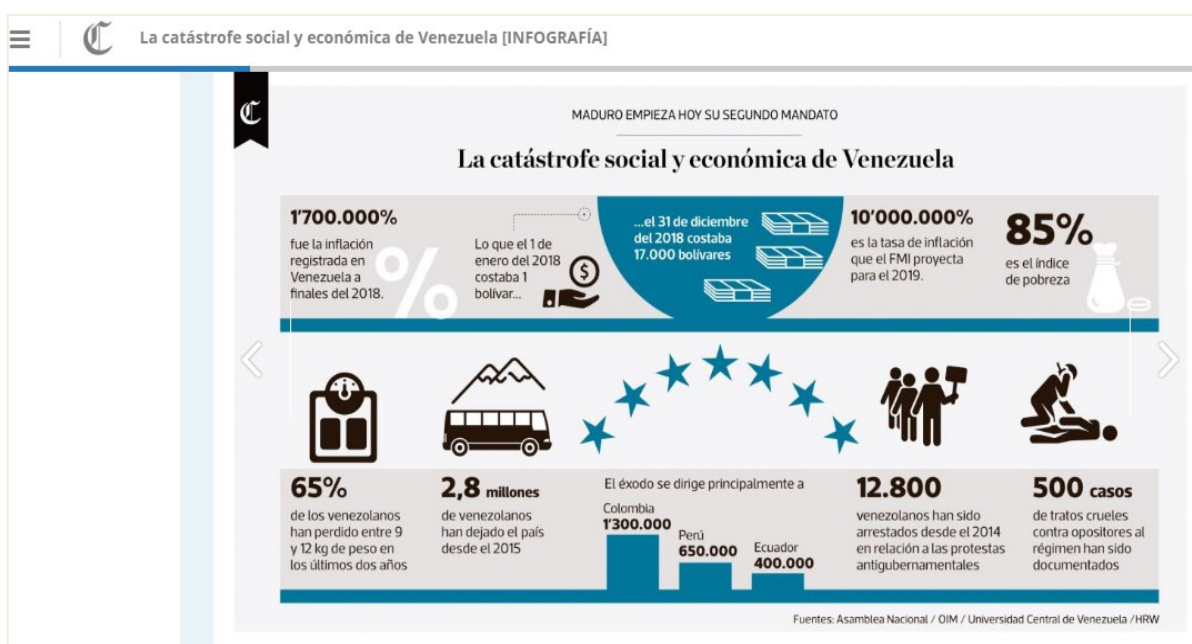 La catástrofe social y económica de Venezuela [INFOGRAFÍA]
MADURO EMPIEZA HOY SU SEGUNDO MANDATO
La catástrofe social y económica de Venezuela
1'700.000%
fue la inflación
registrada en
Venezuela a
finales del 2018.
%
Lo que el 1 de
enero del 2018
costaba 1
bolívar...
$
...el 31 de diciembre
del 2018 costaba
17.000 bolívares
10'000.000%
es la tasa de inflación
que el FMI proyecta
para el 2019.
85%
es el índice
de pobreza
65%
de los venezolanos
han perdido entre 9
y 12 kg de peso en
los últimos dos años
2,8 millones
de venezolanos
han dejado el país
desde el 2015
El éxodo se dirige principalmente a
Colombia
1'300.000
Perú
650.000
Ecuador
400.000
12.800
venezolanos han sido
arrestados desde el 2014
en relación a las protestas
antigubernamentales
500 casos
de tratos crueles
contra opositores al
régimen han sido
documentados
Fuentes: Asamblea Nacional / OIM / Universidad Central de Venezuela /HRW